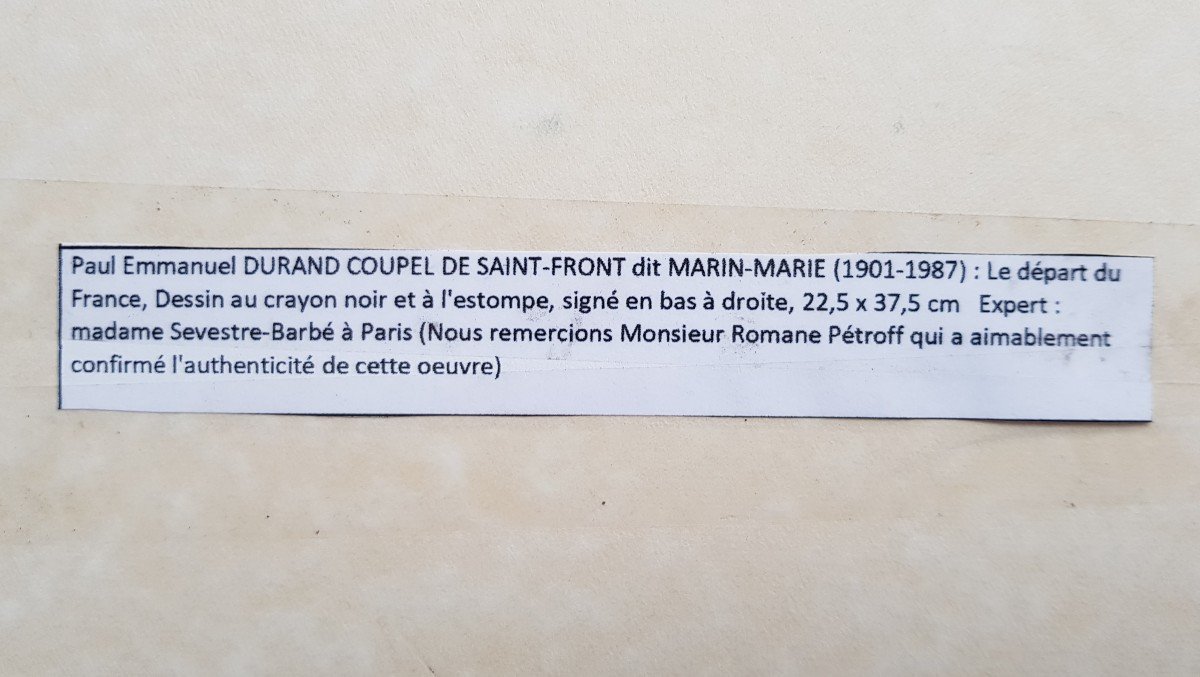 Paul Emmanuel DURAND COUPEL DE SAINT-FRONT dit MARIN-MARIE (1901-1987) : Le départ du
France, Dessin au crayon noir et à l'estompe, signé en bas à droite, 22,5 x 37,5 cm   Expert :
madame Sevestre-Barbé à Paris (Nous remercions Monsieur Romane Pétroff qui a aimablement
confirmé l'authenticité de cette oeuvre)